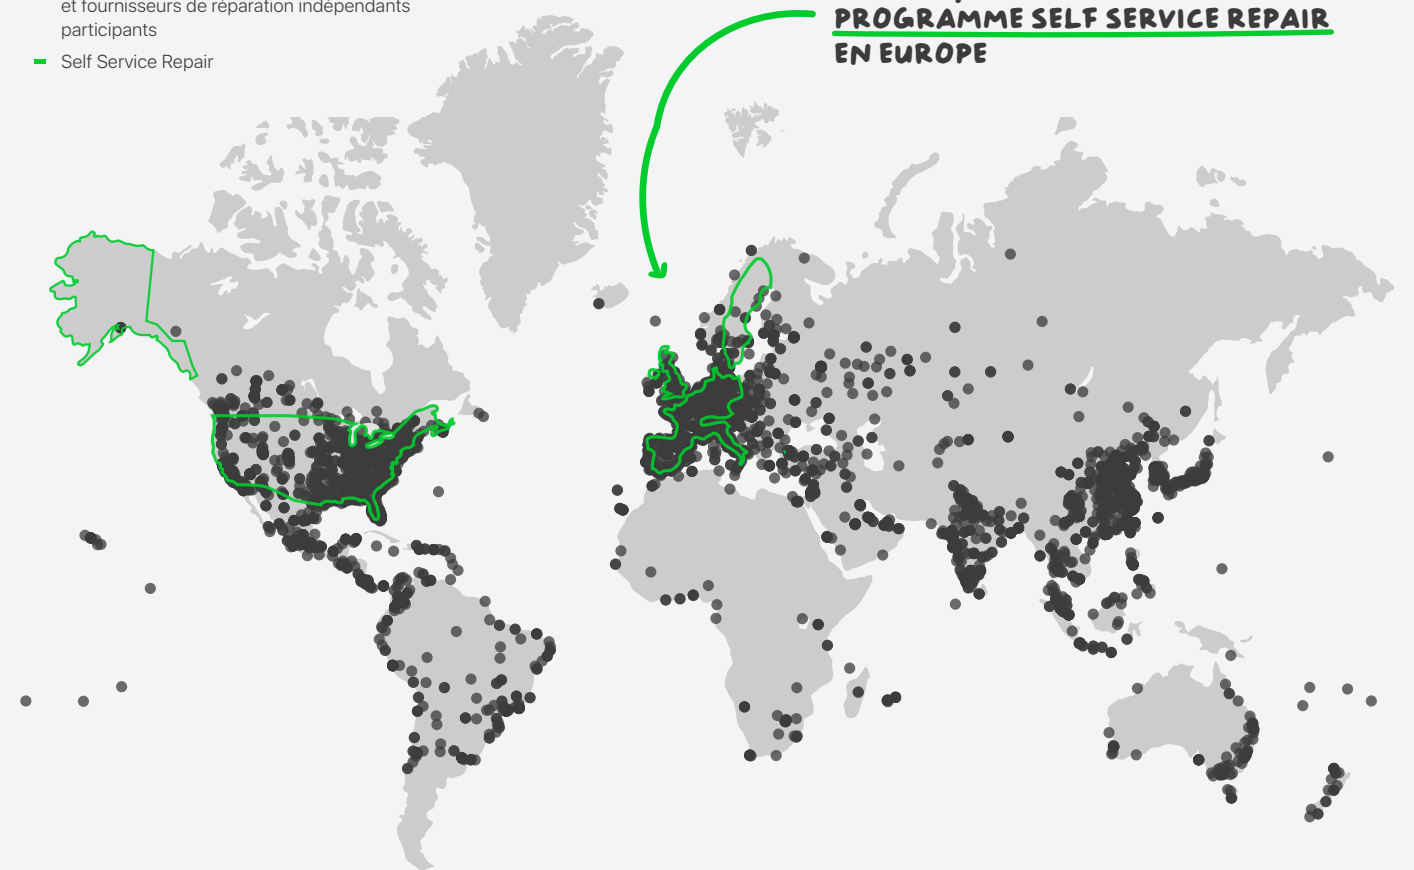 et fournisseurs de réparation indépendants
participants
Self Service Repair
PROGRAMME SELF SERVICE REPAIR
EN EUROPE